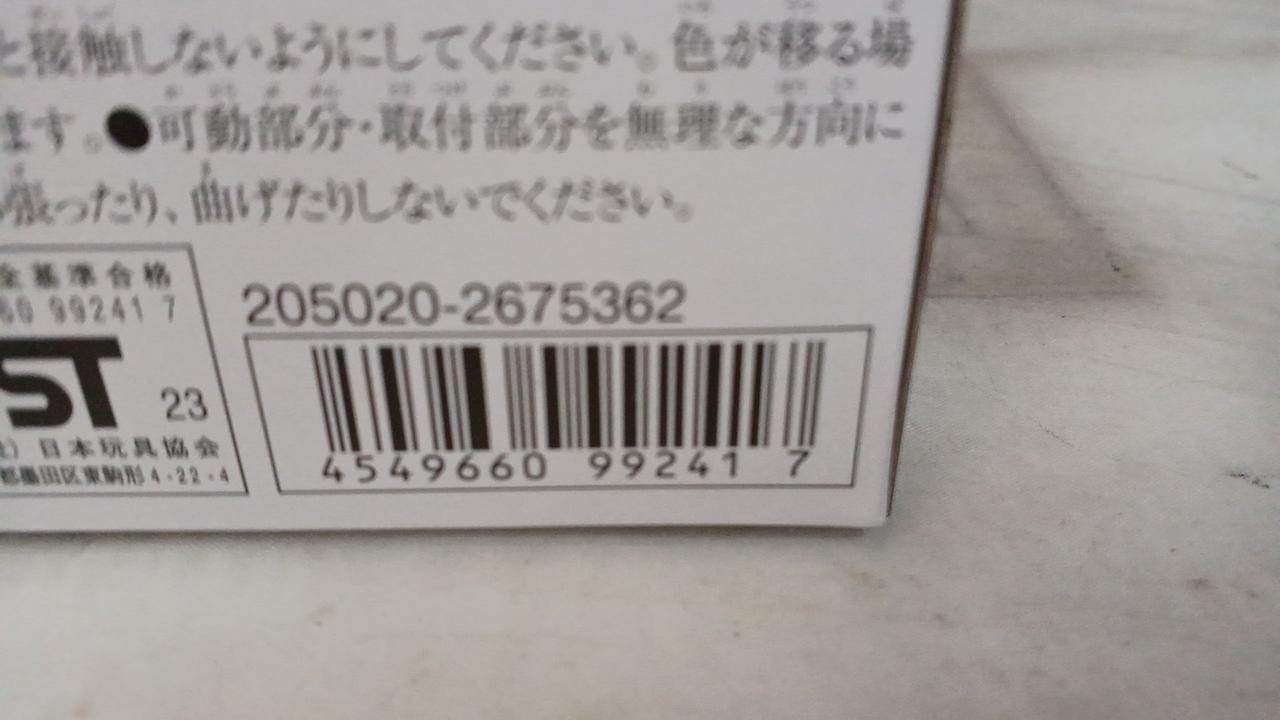 と接触しないようにしてください。色が移る場
ます。●可動部分・取付部分を無理な方向に
張ったり、曲げたりしないでください。
全基準合格
60 99241 7
ST
23
日本玩具協会
都墨田区東駒形4-22-4
205020-2675362
4549660 99241 7